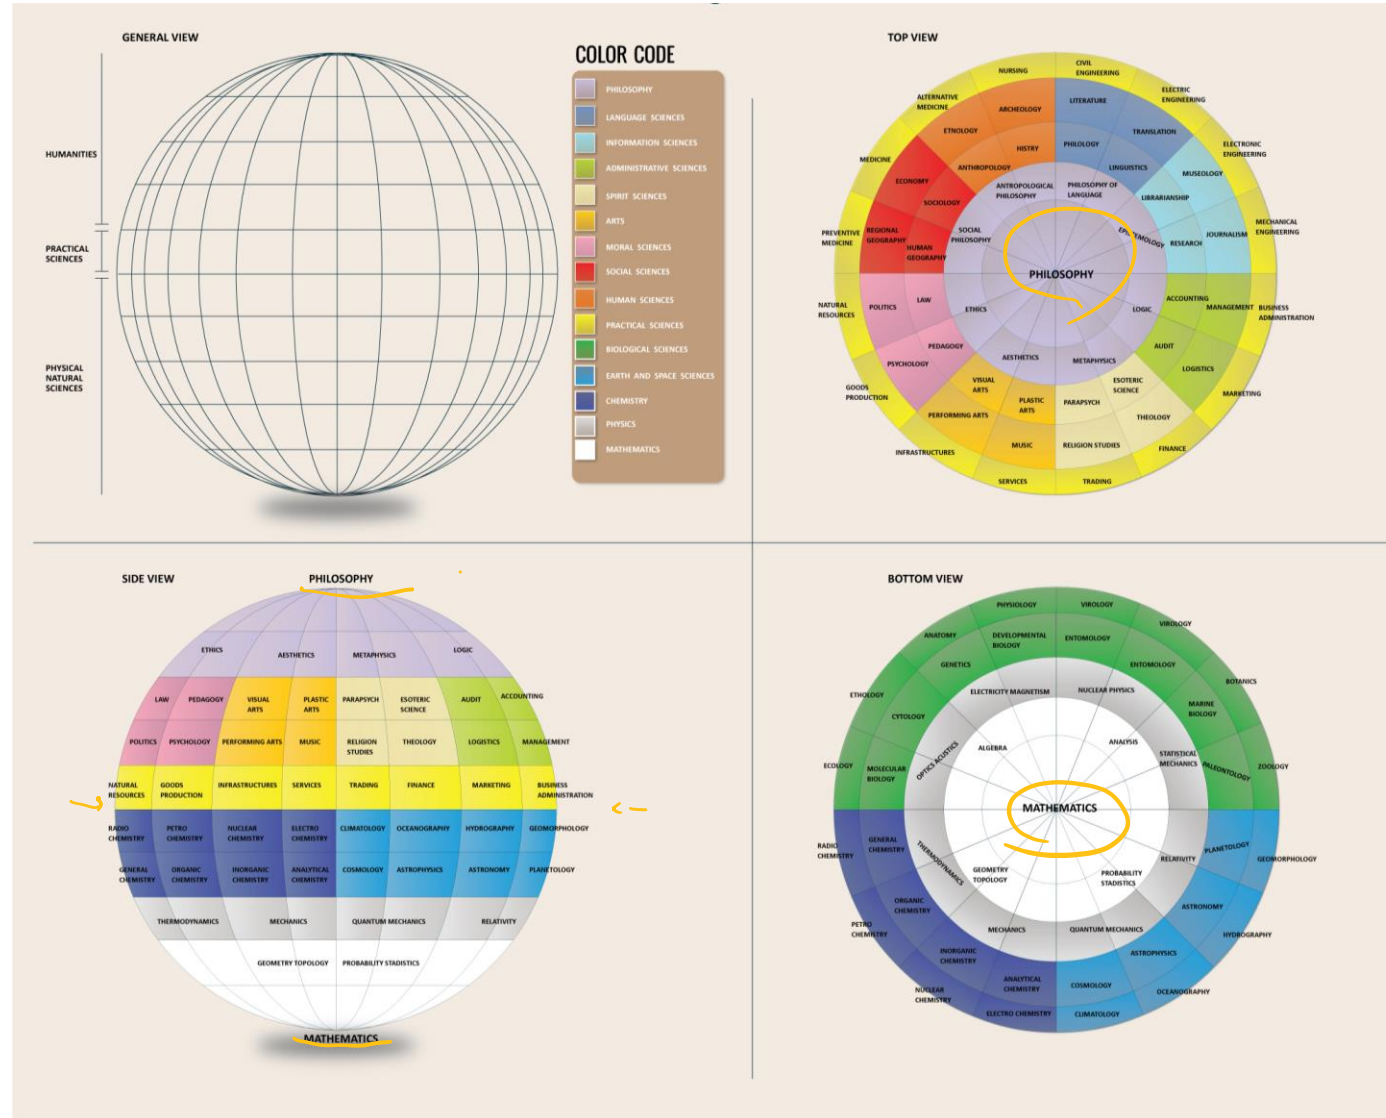 GENERAL VIEW
HUMANITIES
PRACTICAL
SCIENCES
PHYSICAL
NATURAL
SCIENCES
COLOR CODE
PHILOSOPHY
LANGUAGE SCIENCES
INFORMATION SCIENCES
ADMINISTRATIVE SCIENCES
SPIRIT SCIENCES
ARTS
MORAL SCIENCES
SOCIAL SCIENCES
HUMAN SCIENCES
PRACTICAL SCIENCES
BIOLOGICAL SCIENCES
EARTH AND SPACE SCIENCES
CHEMISTRY
PHYSICS
MATHEMATICS
TOP VIEW
NURSING
CIVIL
ENGINEERING
ALTERNATIVE
MEDICINE
ELECTRIC
ENGINEERING
ARCHEOLOGY
LITERATURE
ETNOLOGY
TRANSLATION
HISTRY
PHILOLOGY
ELECTRONIC
ENGINEERING
MEDICINE
ANTHROPOLOGY
LINGUISTICS
MUSEOLOGY
ECONOMY
ANTROPOLOGICAL
PHILOSOPHY
PHILOSOPHY OF
LANGUAGE
SOCIOLOGY
LIBRARIANSHIP
PREVENTIVE
MEDICINE
REGIONAL
GEOGRAPHY
HUMAN
GEOGRAPHY
SOCIAL
PHILOSOPHY
EPISTEMOLOGY
RESEARCH
JOURNALISM
MECHANICAL
ENGINEERING
PHILOSOPHY
NATURAL
RESOURCES
POLITICS
LAW
ETHICS
LOGIC
ACCOUNTING
MANAGEMENT
BUSINESS
ADMINISTRATION
PEDAGOGY
AUDIT
PSYCHOLOGY
AESTHETICS
METAPHYSICS
LOGISTICS
VISUAL
ARTS
ESOTERIC
SCIENCE
GOODS
PRODUCTION
PLASTIC
ARTS
PARAPSYCH
MARKETING
PERFORMING ARTS
THEOLOGY
MUSIC
RELIGION STUDIES
INFRASTRUCTURES
FINANCE
SERVICES
TRADING
SIDE VIEW
PHILOSOPHY
ETHICS
AESTHETICS
METAPHYSICS
LOGIC
LAW
PEDAGOGY
VISUAL
ARTS
PLASTIC
ARTS
PARAPSYCH
ESOTERIC
SCIENCE
AUDIT
ACCOUNTING
POLITICS
PSYCHOLOGY
PERFORMING ARTS
MUSIC
RELIGION
STUDIES
THEOLOGY
LOGISTICS
MANAGEMENT
NATURAL
RESOURCES
GOODS
PRODUCTION
INFRASTRUCTURES
SERVICES
TRADING
FINANCE
MARKETING
BUSINESS
ADMINISTRATION
RADIO
CHEMISTRY
PETRO
CHEMISTRY
NUCLEAR
CHEMISTRY
ELECTRO
CHEMISTRY
CLIMATOLOGY
OCEANOGRAPHY
HYDROGRAPHY
GEOMORPHOLOGY
GENERAL
CHEMISTRY
ORGANIC
CHEMISTRY
INORGANIC
CHEMISTRY
ANALYTICAL
CHEMISTRY
COSMOLOGY
ASTROPHYSICS
ASTRONOMY
PLANETOLOGY
THERMODYNAMICS
MECHANICS
QUANTUM MECHANICS
RELATIVITY
GEOMETRY TOPOLOGY
PROBABILITY STADISTICS
MATHEMATICS
BOTTOM VIEW
PHYSIOLOGY
VIROLOGY
VIROLOGY
ANATOMY
DEVELOPMENTAL
BIOLOGY
ENTOMOLOGY
GENETICS
ENTOMOLOGY
ETHOLOGY
ELECTRICITY MAGNETISM
NUCLEAR PHYSICS
BOTANICS
CYTOLOGY
MARINE
BIOLOGY
ALGEBRA
ANALYSIS
ECOLOGY
MOLECULAR
BIOLOGY
OPTICS ACUSTICS
STATISTICAL
MECHANICS
PALEONTOLOGY
ZOOLOGY
MATHEMATICS
RADIO
CHEMISTRY
GENERAL
CHEMISTRY
THERMODYNAMICS
GEOMETRY
TOPOLOGY
PROBABILITY
STADISTICS
RELATIVITY
PLANETOLOGY
GEOMORPHOLOGY
ORGANIC
CHEMISTRY
ASTRONOMY
PETRO
CHEMISTRY
MECHANICS
QUANTUM MECHANICS
HYDROGRAPHY
INORGANIC
CHEMISTRY
ASTROPHYSICS
ANALYTICAL
CHEMISTRY
COSMOLOGY
NUCLEAR
CHEMISTRY
OCEANOGRAPHY
ELECTRO CHEMISTRY
CLIMATOLOGY